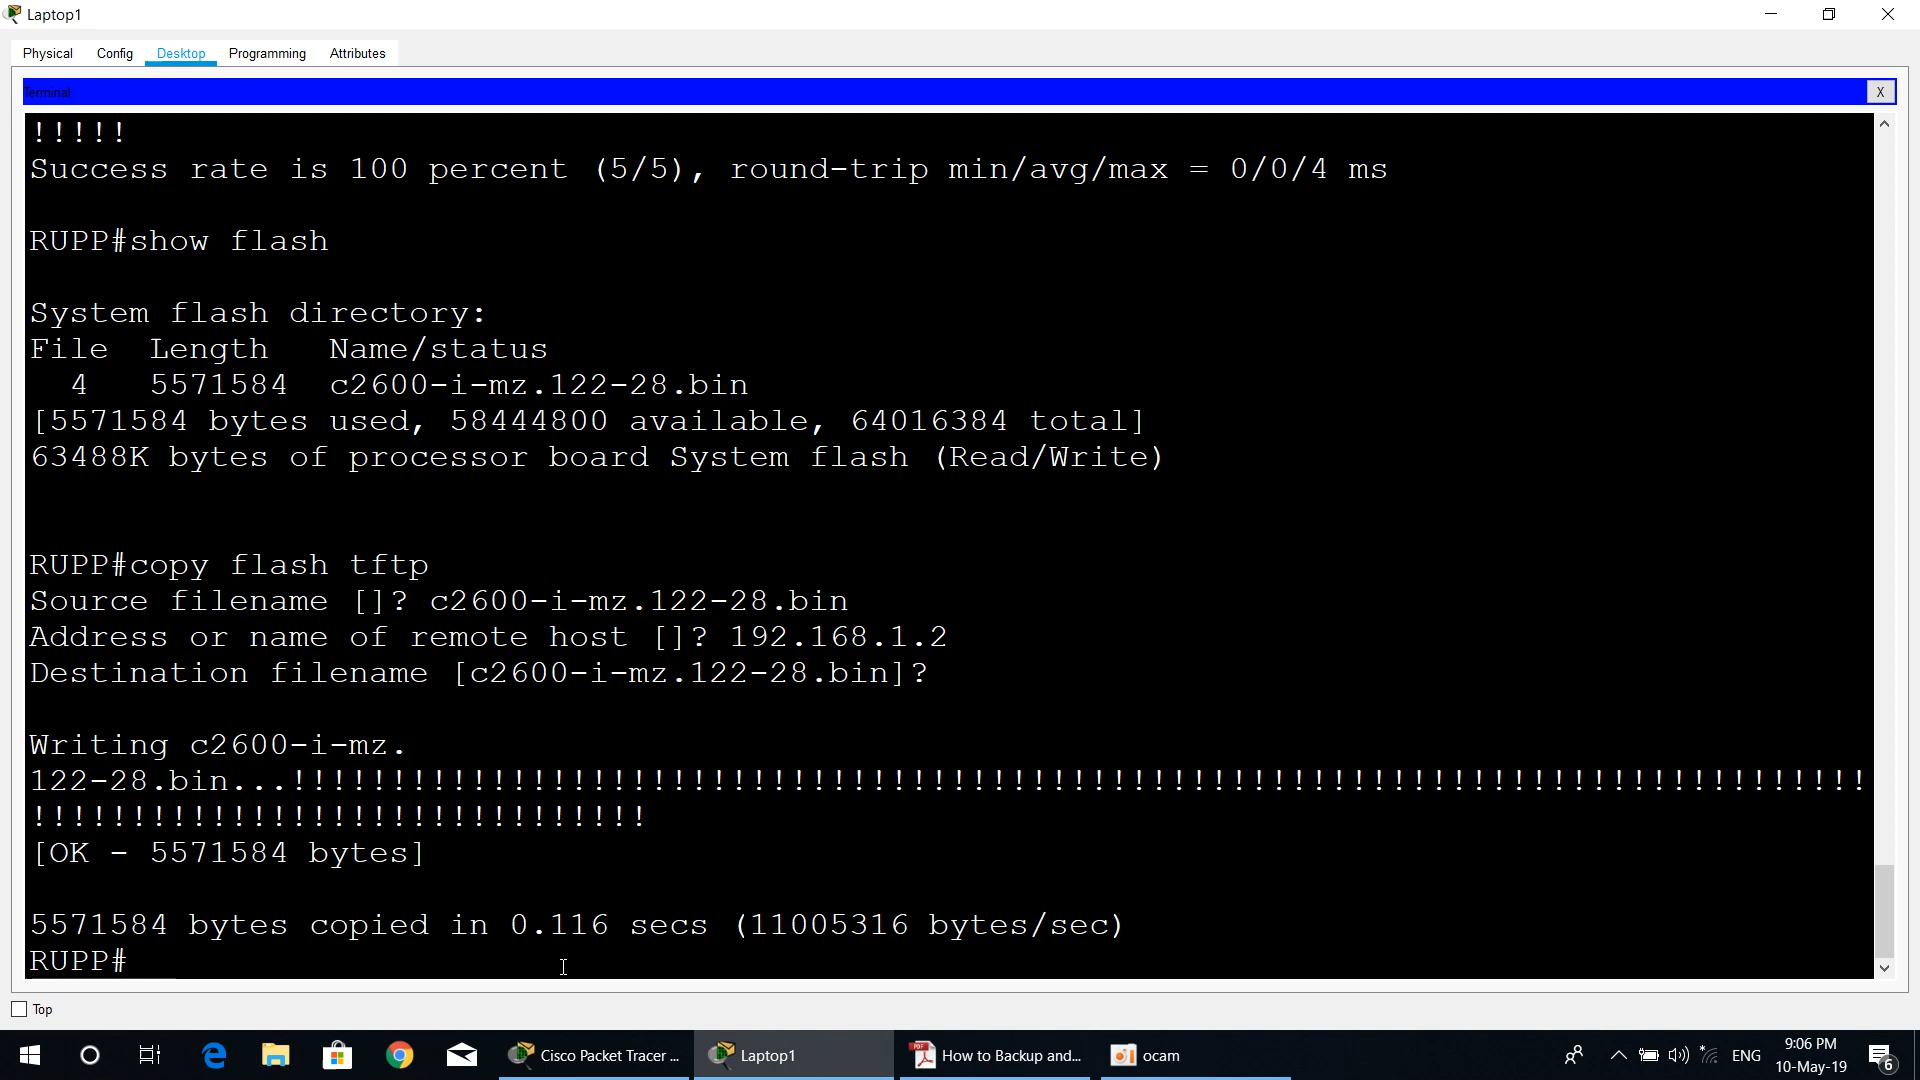 Laptop1
Physical Config Desktop Programming Attributes
Terminal
X
!!!!!
Success rate is 100 percent (5/5), round-trip min/avg/max = 0/0/4 ms
RUPP#show flash
System flash directory:
File Length Name/status
4 5571584 c2600-i-mz.122-28.bin
[5571584 bytes used, 58444800 available, 64016384 total]
63488K bytes of processor board System flash (Read/Write)
RUPP#copy flash tftp
Source filename []? c2600-i-mz.122-28.bin
Address or name of remote host []? 192.168.1.2
Destination filename [c2600-i-mz.122-28.bin]?
Writing c2600-i-mz.
122-28.bin...!!!!!!!!!!!!!!!!!!!!!!!!!!!!!!!!!!!!!!!!!!!!!!!!!!!!!!!!!!!!!!!!!!!!!!!!!!!!!!!
!!!!!!!!!!!!!!!!!!!!!!!!!!!!!!!
[OK - 5571584 bytes]
5571584 bytes copied in 0.116 secs (11005316 bytes/sec)
RUPP#
Top
Cisco Packet Tracer ... Laptop1 How to Backup and... ocam ENG 9:06 PM
10-May-19 6